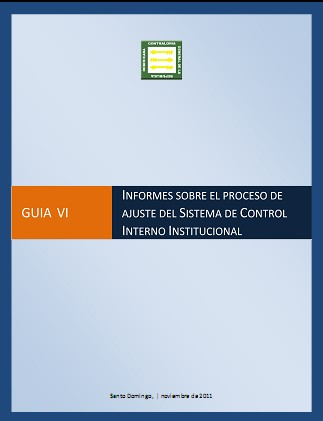 CONTRALORIA
GUIA VI
INFORMES SOBRE EL PROCESO DE
AJUSTE DEL SISTEMA DE CONTROL
INTERNO INSTITUCIONAL
Santo Domingo, | noviembre de 2011